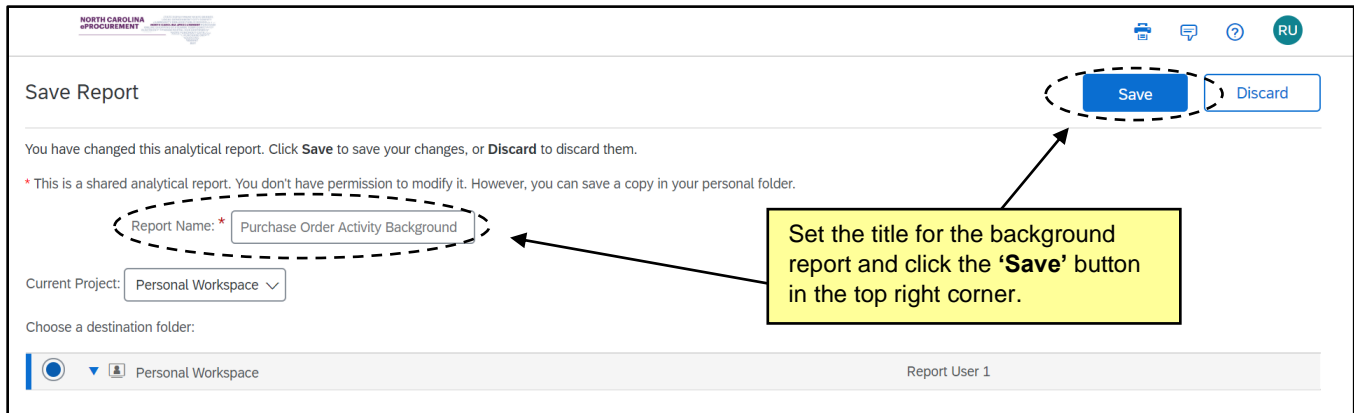 NORTH CAROLINA
ePROCUREMENT
RU
Save Report
Save
Discard
You have changed this analytical report. Click Save to save your changes, or Discard to discard them.
* This is a shared analytical report. You don't have permission to modify it. However, you can save a copy in your personal folder.
Report Name: * Purchase Order Activity Background
Set the title for the background
report and click the ‘Save’ button
in the top right corner.
Current Project: Personal Workspace
Choose a destination folder:
Personal Workspace
Report User 1